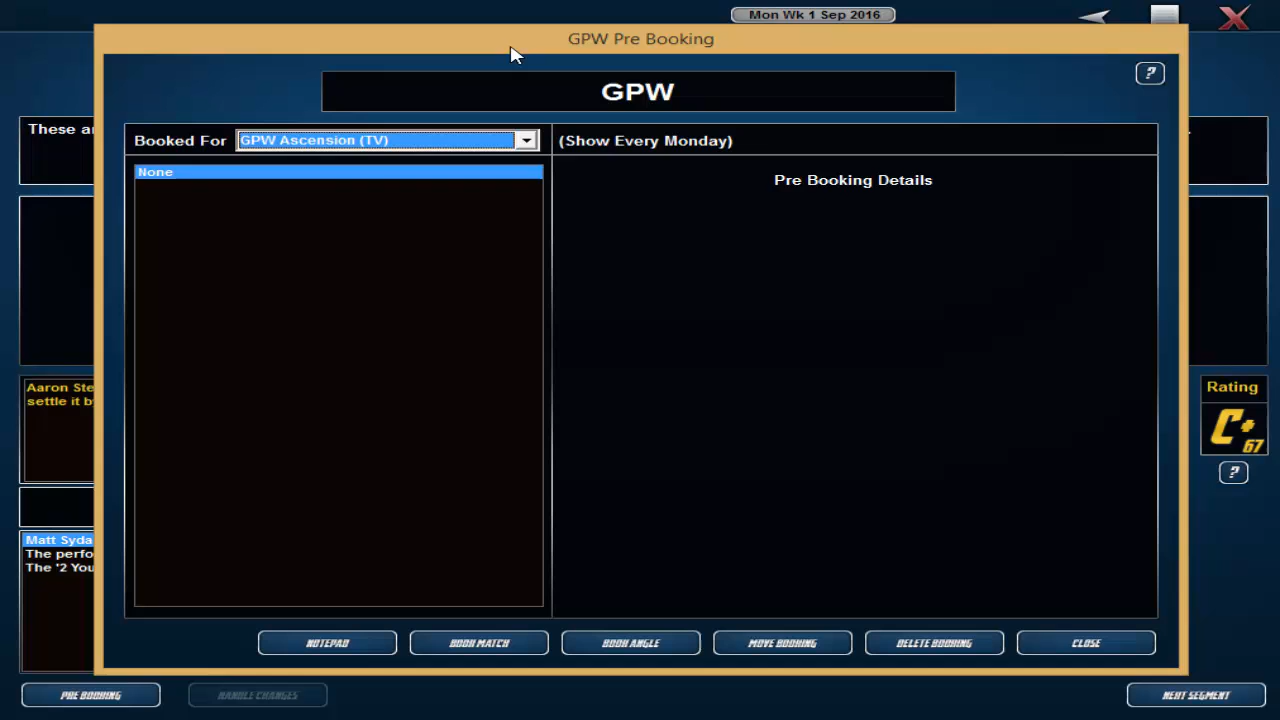 Mon Wk 1 Sep 2016
GPW Pre Booking
?
GPW
These ar
Booked For GPW Ascension (TV)
(Show Every Monday)
None
Pre Booking Details
Aaron Ste
settle it b
Rating
C+
67
?
Matt Syda
The perfo
The '2 You
NOTEPAD
BOOK MATCH
BOOK ANGLE
MOVE BOOKING
DELETE BOOKING
CLOSE
PRE BOOKING
HANDLE CHANGES
NEXT SEGMENT